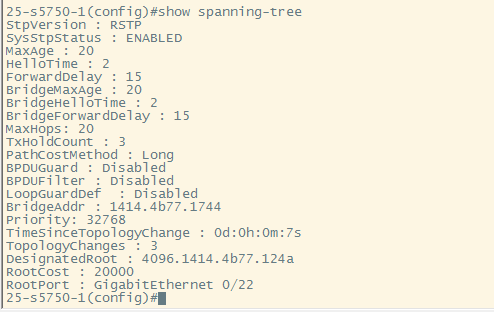 25-s5750-1(config)#show spanning-tree
StpVersion : RSTP
SysStpStatus : ENABLED
MaxAge : 20
HelloTime : 2
ForwardDelay : 15
BridgeMaxAge : 20
BridgeHelloTime : 2
BridgeForwardDelay : 15
MaxHops: 20
TxHoldCount : 3
PathCostMethod : Long
BPDUGuard : Disabled
BPDUFilter : Disabled
LoopGuardDef  : Disabled
BridgeAddr : 1414.4b77.1744
Priority: 32768
TimeSinceTopologyChange : 0d:0h:0m:7s
TopologyChanges : 3
DesignatedRoot : 4096.1414.4b77.124a
RootCost : 20000
RootPort : GigabitEthernet 0/22
25-s5750-1(config)#